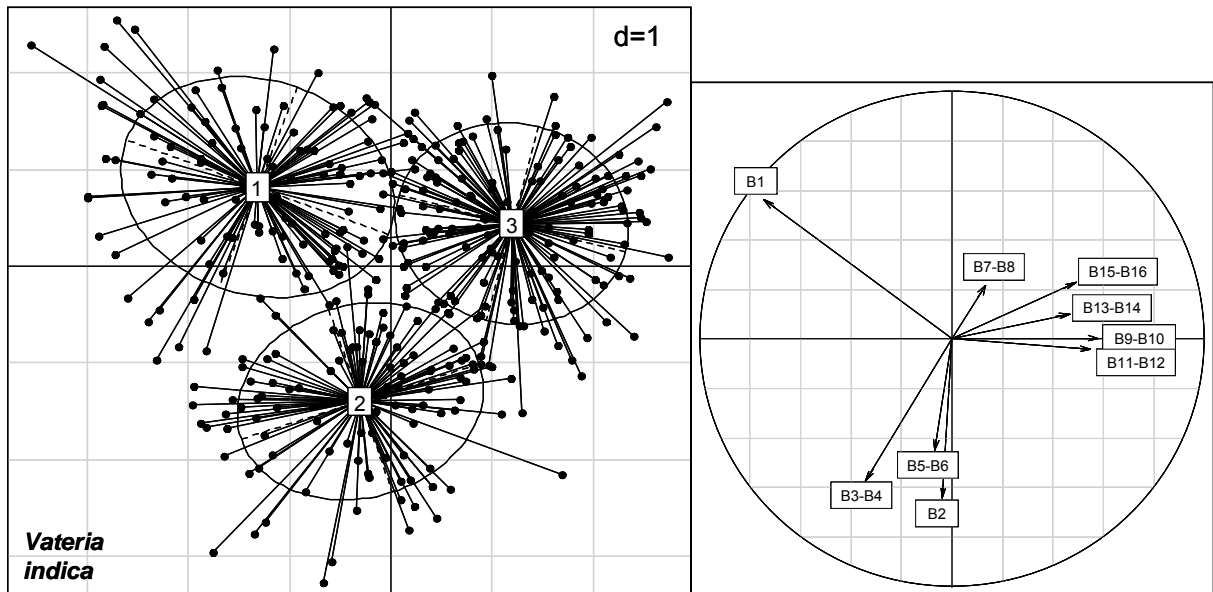 d=1
1
3
2
Vateria
indica
B1
B7-B8
B15-B16
B13-B14
B9-B10
B11-B12
B5-B6
B3-B4
B2